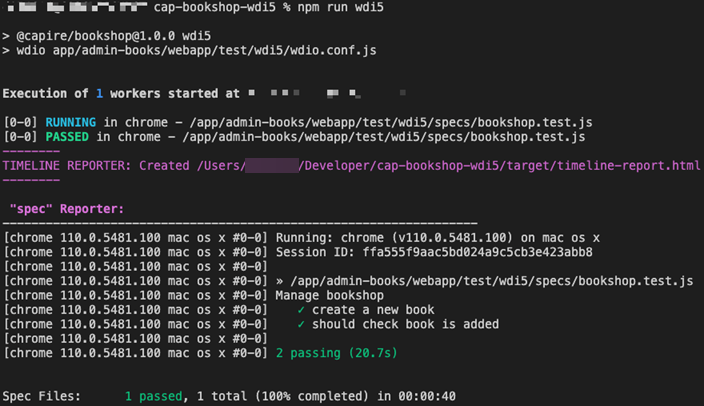 cap-bookshop-wdi5 % npm run wdi5
> @capire/bookshop@1.0.0 wdi5
> wdio app/admin-books/webapp/test/wdi5/wdio.conf.js
Execution of 1 workers started at
[0-0] RUNNING in chrome - /app/admin-books/webapp/test/wdi5/specs/bookshop.test.js
[0-0] PASSED in chrome - /app/admin-books/webapp/test/wdi5/specs/bookshop.test.js
--------
TIMELINE REPORTER: Created /Users/ /Developer/cap-bookshop-wdi5/target/timeline-report.html
--------
"spec" Reporter:
------------------------------------------------------------------
[chrome 110.0.5481.100 mac os x #0-0] Running: chrome (v110.0.5481.100) on mac os x
[chrome 110.0.5481.100 mac os x #0-0] Session ID: ffa555f9aac5bd024a9c5cb3e423abb8
[chrome 110.0.5481.100 mac os x #0-0]
[chrome 110.0.5481.100 mac os x #0-0] » /app/admin-books/webapp/test/wdi5/specs/bookshop.test.js
[chrome 110.0.5481.100 mac os x #0-0] Manage bookshop
[chrome 110.0.5481.100 mac os x #0-0] ✓ create a new book
[chrome 110.0.5481.100 mac os x #0-0] ✓ should check book is added
[chrome 110.0.5481.100 mac os x #0-0]
[chrome 110.0.5481.100 mac os x #0-0] 2 passing (20.7s)
Spec Files: 1 passed, 1 total (100% completed) in 00:00:40